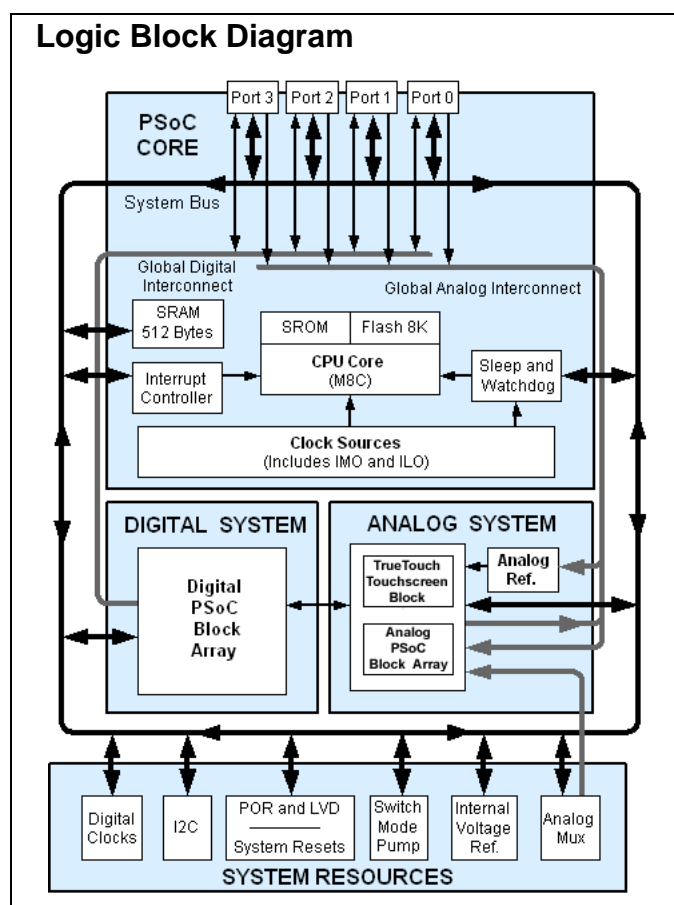 Logic Block Diagram
Port 3
Port 2
Port 1
Port 0
PSoC
CORE
System Bus
Global Digital
Interconnect
Global Analog Interconnect
SRAM
512 Bytes
SROM
Flash 8K
CPU Core
(M8C)
Interrupt
Controller
Sleep and
Watchdog
Clock Sources
(Includes IMO and ILO)
DIGITAL SYSTEM
Digital
PSoC
Block
Array
ANALOG SYSTEM
TrueTouch
Touchscreen
Block
Analog
Ref.
Analog
PSoC
Block Array
Digital
Clocks
I2C
POR and LVD
System Resets
Switch
Mode
Pump
Internal
Voltage
Ref.
Analog
Mux
SYSTEM RESOURCES